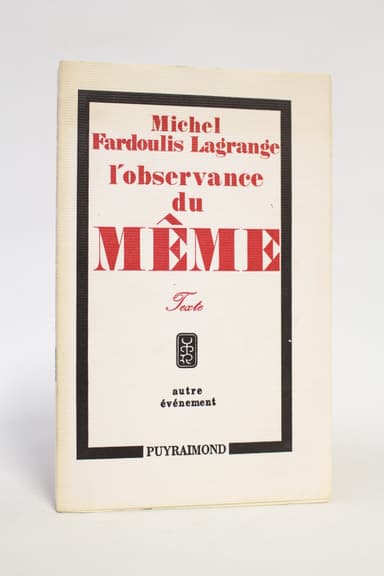 Michel
Fardoulis Lagrange
l'observance
du
MÊME
Texte
autre
événement
PUYRAIMOND